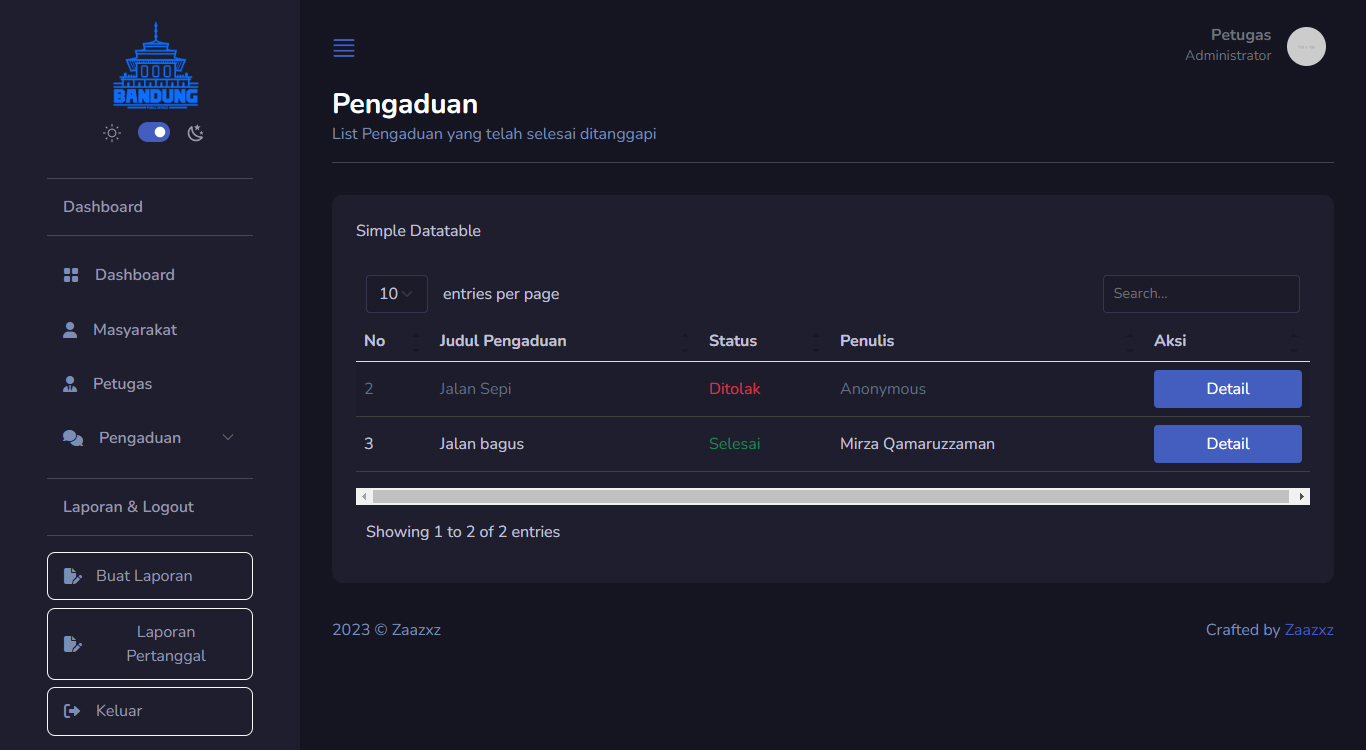 BANDUNG
Petugas
Administrator
Pengaduan
List Pengaduan yang telah selesai ditanggapi
Dashboard
Dashboard
Masyarakat
Petugas
Pengaduan
Laporan & Logout
Buat Laporan
Laporan
Pertanggal
Keluar
Simple Datatable
10 entries per page
Search...
No Judul Pengaduan Status Penulis Aksi
2 Jalan Sepi Ditolak Anonymous Detail
3 Jalan bagus Selesai Mirza Qamaruzzaman Detail
Showing 1 to 2 of 2 entries
2023 © Zaazxz
Crafted by Zaazxz